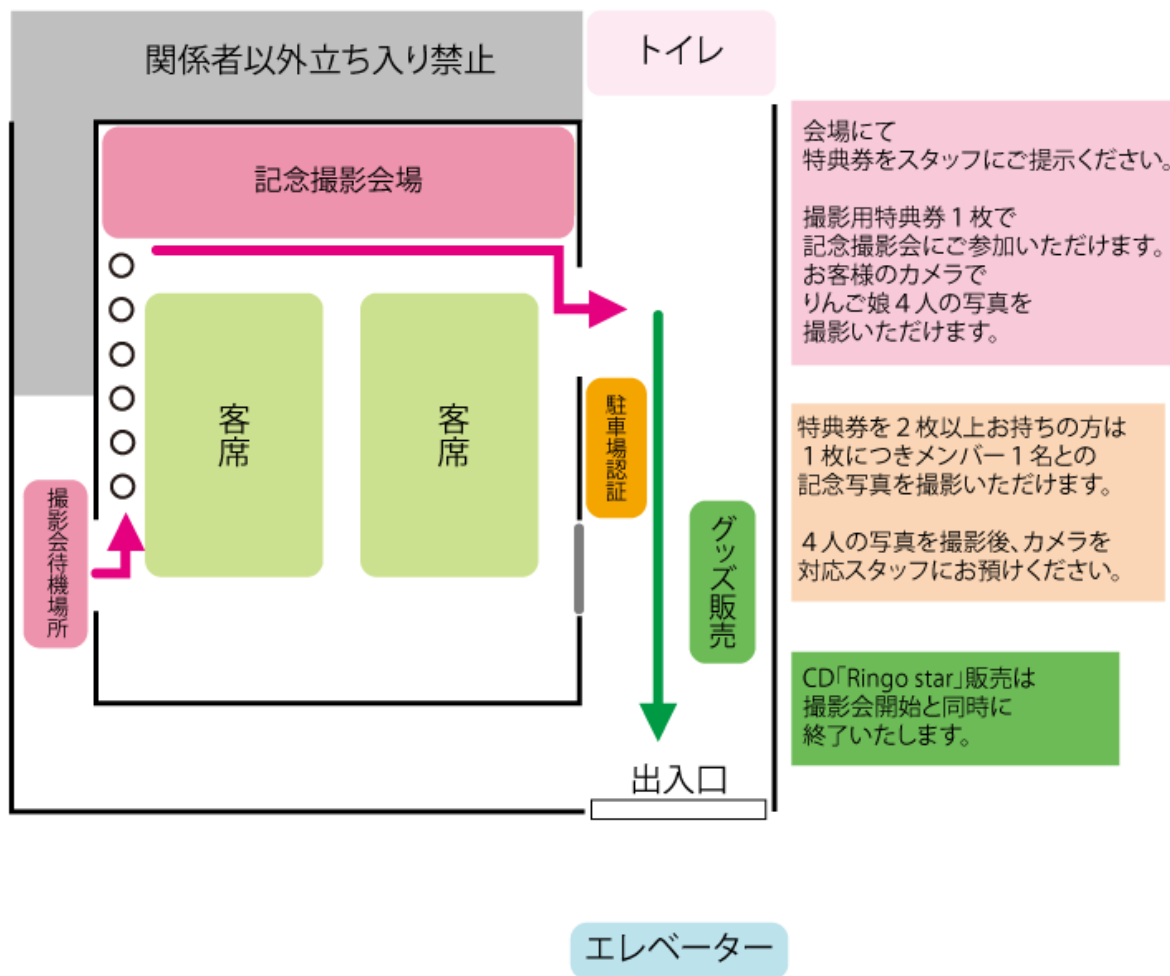 関係者以外立ち入り禁止
トイレ
記念撮影会場
客席
客席
駐車場認証
撮影会待機場所
グッズ販売
出入口
エレベーター
会場にて
特典券をスタッフにご提示ください。
撮影用特典券1枚で
記念撮影会にご参加いただけます。
お客様のカメラで
りんご娘4人の写真を
撮影いただけます。
特典券を2枚以上お持ちの方は
1枚につきメンバー1名との
記念写真を撮影いただけます。
4人の写真を撮影後、カメラを
対応スタッフにお預けください。
CD「Ringo star」販売は
撮影会開始と同時に
終了いたします。